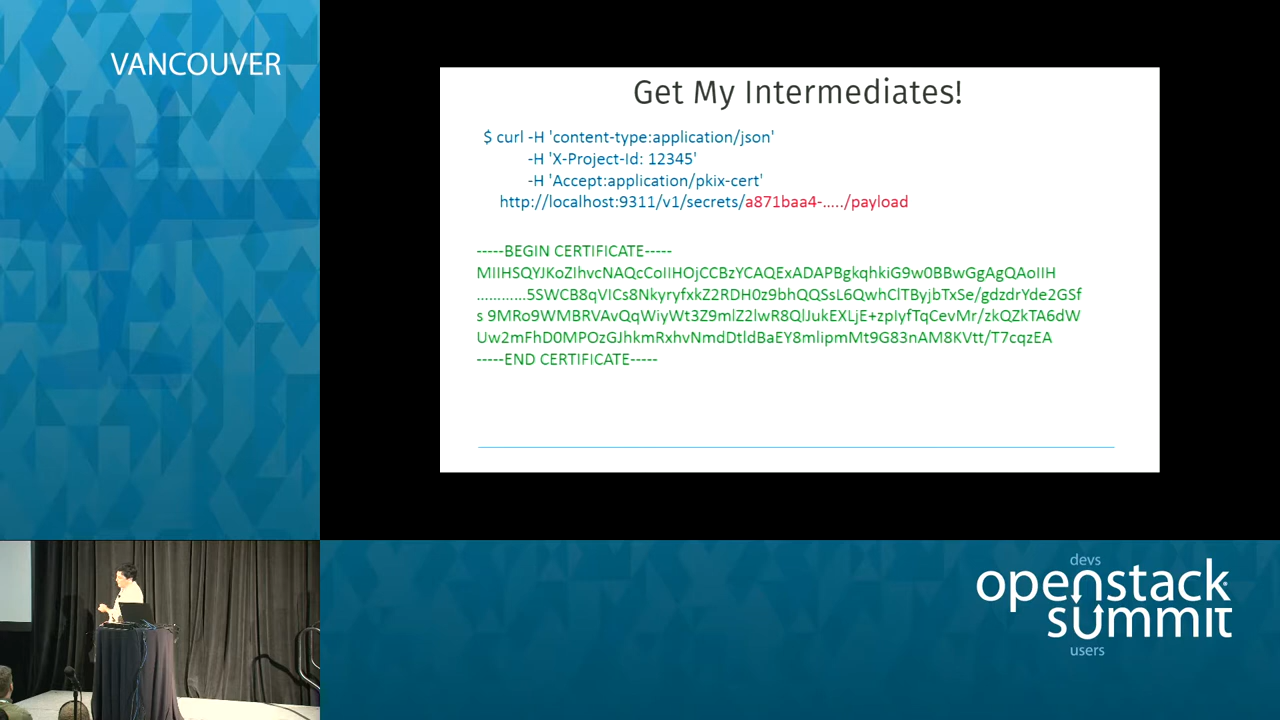 VANCOUVER
Get My Intermediates!
$ curl -H 'content-type:application/json'
-H 'X-Project-Id: 12345'
-H 'Accept:application/pkix-cert'
http://localhost:9311/v1/secrets/a871baa4-...../payload
-----BEGIN CERTIFICATE-----
MIIHSQYJKoZIhvcNAQcCoIIHOjCCBzYCAQExADAPBgkqhkiG9w0BBwGgAgQAoIIH
............5SWCB8qVICs8NkyryfxkZ2RDH0z9bhQQSsL6QwhClTByjbTxSe/gdzdrYde2GSf
s 9MRo9WMBRVAvQqWiyWt3Z9mlZ2lwR8QlJukEXLjE+zpIyfTqCevMr/zkQZkTA6dW
Uw2mFhD0MPOzGJhkmRxhvNmdDtldBaEY8mlipmMt9G83nAM8KVtt/T7cqzEA
-----END CERTIFICATE-----
devs
openstack
summit
users